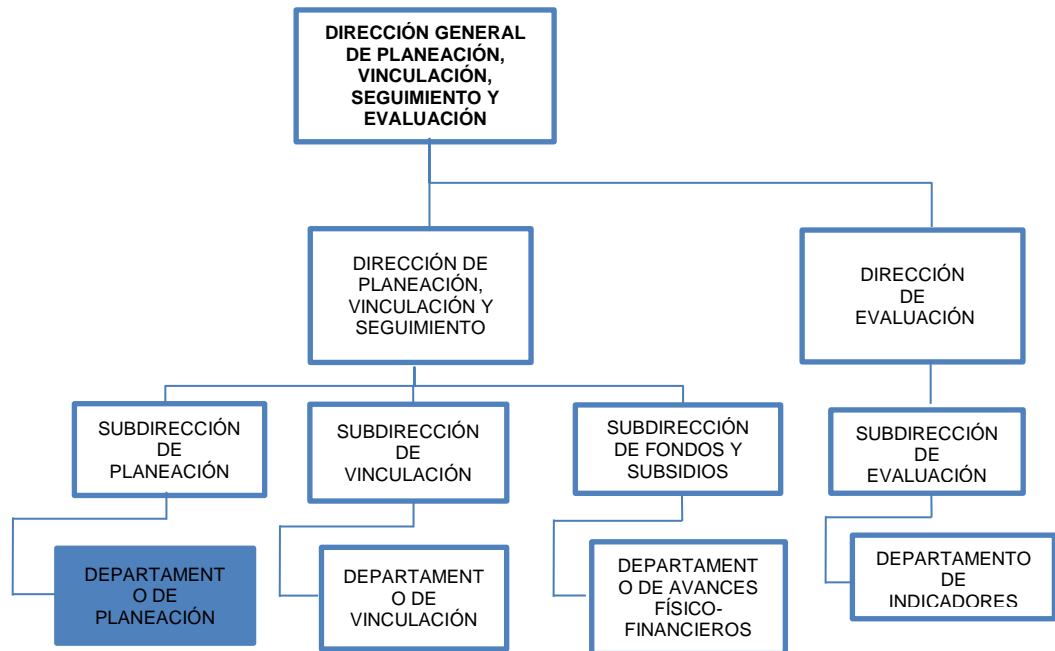 DIRECCIÓN GENERAL
DE PLANEACIÓN,
VINCULACIÓN,
SEGUIMIENTO Y
EVALUACIÓN
DIRECCIÓN DE
PLANEACIÓN,
VINCULACIÓN Y
SEGUIMIENTO
DIRECCIÓN
DE
EVALUACIÓN
SUBDIRECCIÓN
DE
PLANEACIÓN
SUBDIRECCIÓN
DE
VINCULACIÓN
SUBDIRECCIÓN
DE FONDOS Y
SUBSIDIOS
SUBDIRECCIÓN
DE
EVALUACIÓN
DEPARTAMENT
O DE
PLANEACIÓN
DEPARTAMENT
O DE
VINCULACIÓN
DEPARTAMENT
O DE AVANCES
FÍSICO-
FINANCIEROS
DEPARTAMENTO
DE
INDICADORES